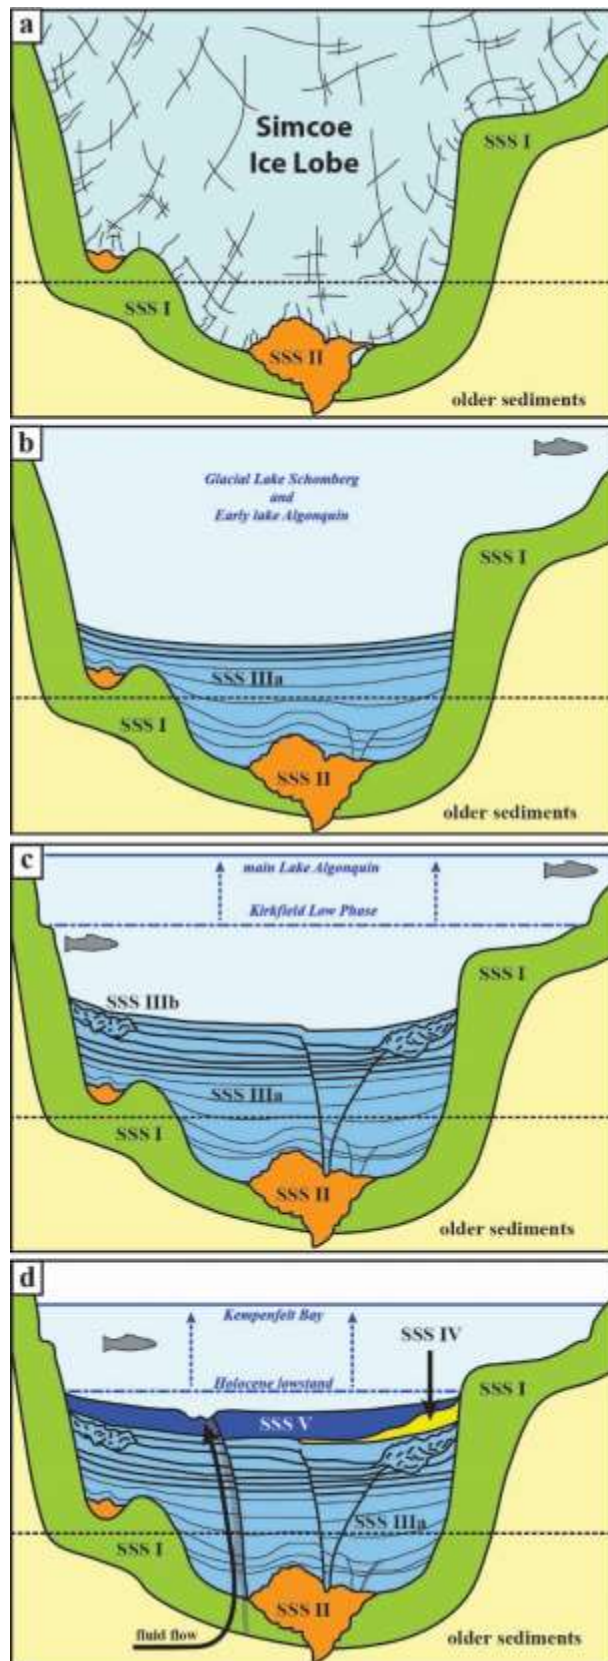 a
Simcoe
Ice Lobe
SSS I
SSS I
SSS II
older sediments
b
Glacial Lake Schomberg
and
Early lake Algonquin
SSS I
SSS IIIa
SSS I
SSS II
older sediments
c
main Lake Algonquin
Kirkfield Low Phase
SSS I
SSS IIIb
SSS IIIa
SSS I
SSS II
older sediments
d
Kempenfelt Bay
SSS IV
Holocene lowstand
SSS I
SSS V
SSS IIIa
SSS I
SSS II
fluid flow
older sediments